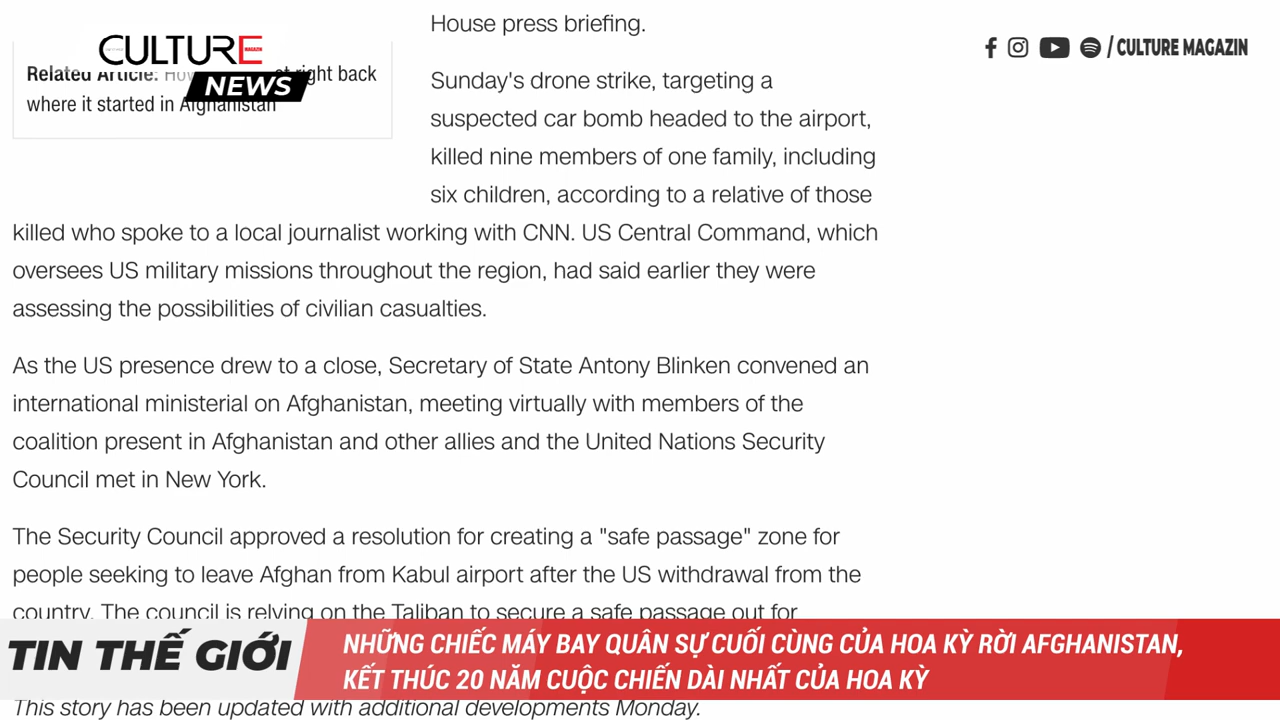 House press briefing.
CULTURE
MAGAZIN
NEWS
/ CULTURE MAGAZIN
Related Article: right back
where it started in Afghanistan
Sunday's drone strike, targeting a
suspected car bomb headed to the airport,
killed nine members of one family, including
six children, according to a relative of those
killed who spoke to a local journalist working with CNN. US Central Command, which
oversees US military missions throughout the region, had said earlier they were
assessing the possibilities of civilian casualties.
As the US presence drew to a close, Secretary of State Antony Blinken convened an
international ministerial on Afghanistan, meeting virtually with members of the
coalition present in Afghanistan and other allies and the United Nations Security
Council met in New York.
The Security Council approved a resolution for creating a "safe passage" zone for
people seeking to leave Afghan from Kabul airport after the US withdrawal from the
country. The council is relying on the Taliban to secure a safe passage out for
TIN THẾ GIỚI
NHỮNG CHIẾC MÁY BAY QUÂN SỰ CUỐI CÙNG CỦA HOA KỲ RỜI AFGHANISTAN,
KẾT THÚC 20 NĂM CUỘC CHIẾN DÀI NHẤT CỦA HOA KỲ
This story has been updated with additional developments Monday.